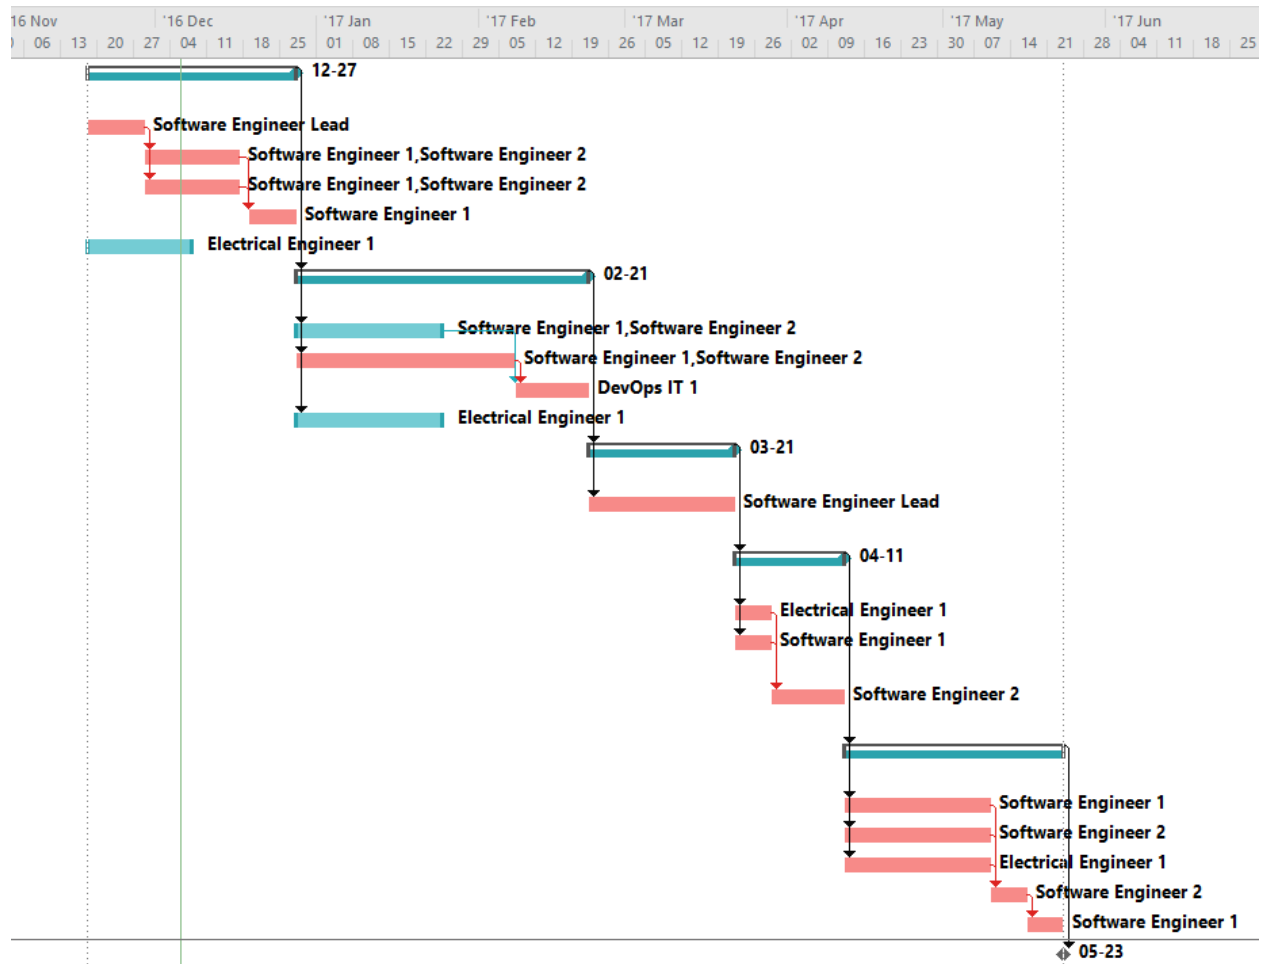 '16 Nov '16 Dec '17 Jan '17 Feb '17 Mar '17 Apr '17 May '17 Jun
06 13 20 27 04 11 18 25 01 08 15 22 29 05 12 19 26 05 12 19 26 02 09 16 23 30 07 14 21 28 04 11 18 25
12-27
Software Engineer Lead
Software Engineer 1,Software Engineer 2
Software Engineer 1,Software Engineer 2
Software Engineer 1
Electrical Engineer 1
02-21
Software Engineer 1,Software Engineer 2
Software Engineer 1,Software Engineer 2
DevOps IT 1
Electrical Engineer 1
03-21
Software Engineer Lead
04-11
Electrical Engineer 1
Software Engineer 1
Software Engineer 2
Software Engineer 1
Software Engineer 2
Electrical Engineer 1
Software Engineer 2
Software Engineer 1
05-23